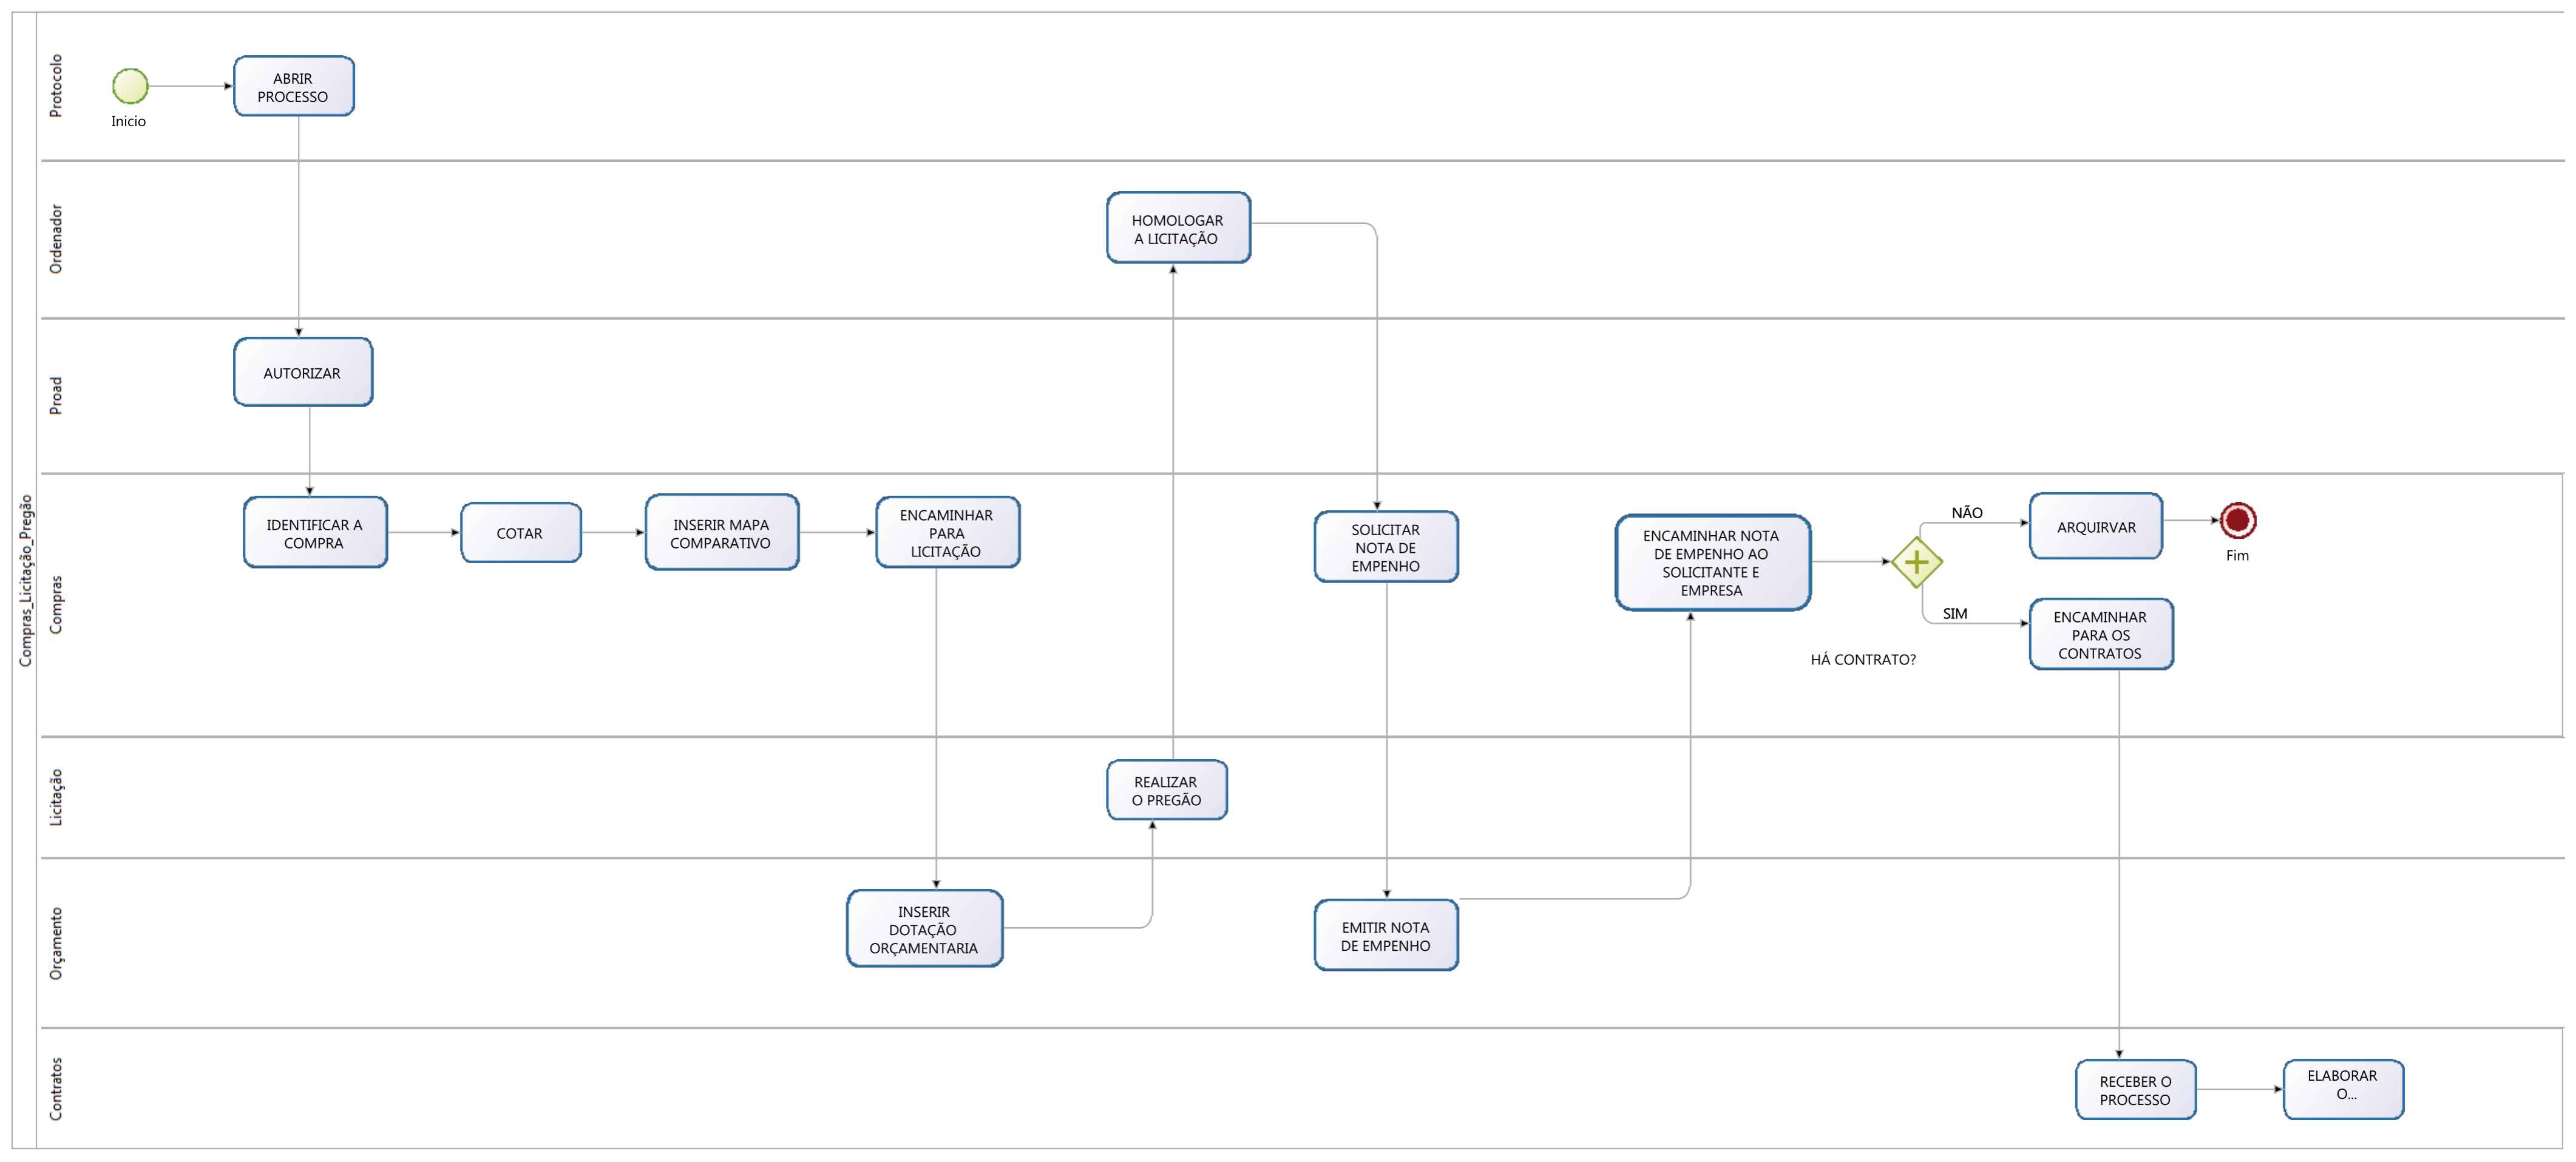 Compras_Licitação_Pregão
Protocolo
Inicio
ABRIR
PROCESSO
Ordenador
HOMOLOGAR
A LICITAÇÃO
Proad
AUTORIZAR
Compras
IDENTIFICAR A
COMPRA
COTAR
INSERIR MAPA
COMPARATIVO
ENCAMINHAR
PARA
LICITAÇÃO
SOLICITAR
NOTA DE
EMPENHO
ENCAMINHAR NOTA
DE EMPENHO AO
SOLICITANTE E
EMPRESA
HÁ CONTRATO?
NÃO
ARQUIRVAR
Fim
SIM
ENCAMINHAR
PARA OS
CONTRATOS
Licitação
REALIZAR
O PREGÃO
Orçamento
INSERIR
DOTAÇÃO
ORÇAMENTARIA
EMITIR NOTA
DE EMPENHO
Contratos
RECEBER O
PROCESSO
ELABORAR
O...